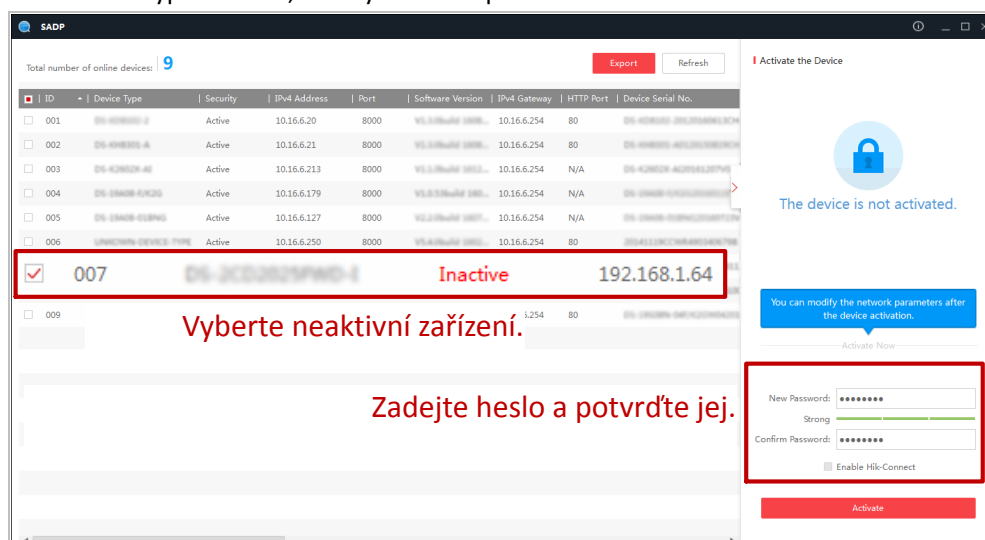 SADP
Total number of online devices: 9
Export
Refresh
ID | Device Type | Security | IPv4 Address | Port | Software Version | IPv4 Gateway | HTTP Port | Device Serial No.
001 Active 10.16.6.20 8000 10.16.6.254 80
002 Active 10.16.6.21 8000 10.16.6.254 80
003 Active 10.16.6.213 8000 10.16.6.254 N/A
004 Active 10.16.6.179 8000 10.16.6.254 N/A
005 Active 10.16.6.127 8000 10.16.6.254 N/A
006 Active 10.16.6.250 8000 10.16.6.254 80
007 Inactive 192.168.1.64
009 .254 80
Vyberte neaktivní zařízení.
Zadejte heslo a potvrďte jej.
Activate the Device
The device is not activated.
You can modify the network parameters after
the device activation.
Activate Now
New Password: ●●●●●●●●
Strong
Confirm Password: ●●●●●●●●
Enable Hik-Connect
Activate